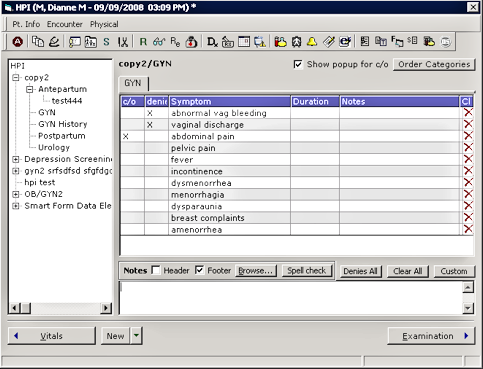 HPI (M, Dianne M - 09/09/2008 03:09 PM) *
Pt. Info Encounter Physical
HPI
copy2
Antepartum
test444
GYN
GYN History
Postpartum
Urology
Depression Screening
gyn2 srfsdfsd sfgfdgd
hpi test
OB/GYN2
Smart Form Data Ele
copy2/GYN
Show popup for c/o Order Categories
GYN
c/o denie Symptom Duration Notes Cl
X abnormal vag bleeding
X vaginal discharge
X abdominal pain
pelvic pain
fever
incontinence
dysmenorrhea
menorrhagia
dysparaunia
breast complaints
amenorrhea
Notes Header Footer Browse... Spell check Denies All Clear All Custom
Vitals New Examination